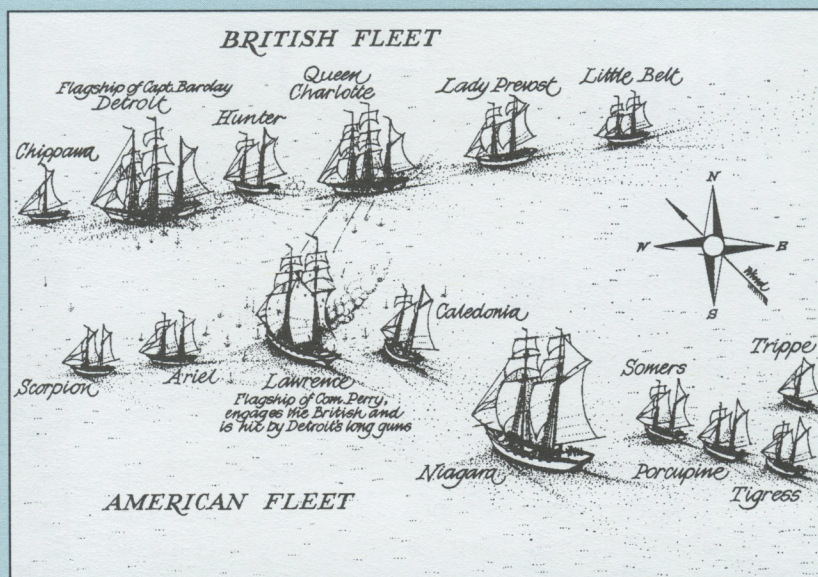 BRITISH FLEET
Flagship of Capt. Barclay
Detroit
Hunter
Queen
Charlotte
Lady Prevost
Little Belt
Chippawa
N
W
E
S
Wind
Scorpion
Ariel
Lawrence
Flagship of Com. Perry,
engages the British and
is hit by Detroit's long guns
Caledonia
Niagara
Somers
Trippe
Porcupine
Tigress
AMERICAN FLEET